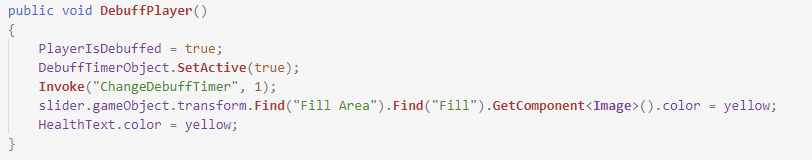 public void DebuffPlayer()
{
    PlayerIsDebuffed = true;
    DebuffTimerObject.SetActive(true);
    Invoke("ChangeDebuffTimer", 1);
    slider.gameObject.transform.Find("Fill Area").Find("Fill").GetComponent<Image>().color = yellow;
    HealthText.color = yellow;
}